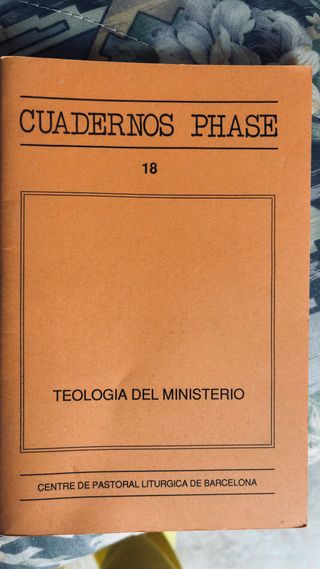 CUADERNOS PHASE
18
TEOLOGIA DEL MINISTERIO
CENTRE DE PASTORAL LITURGICA DE BARCELONA